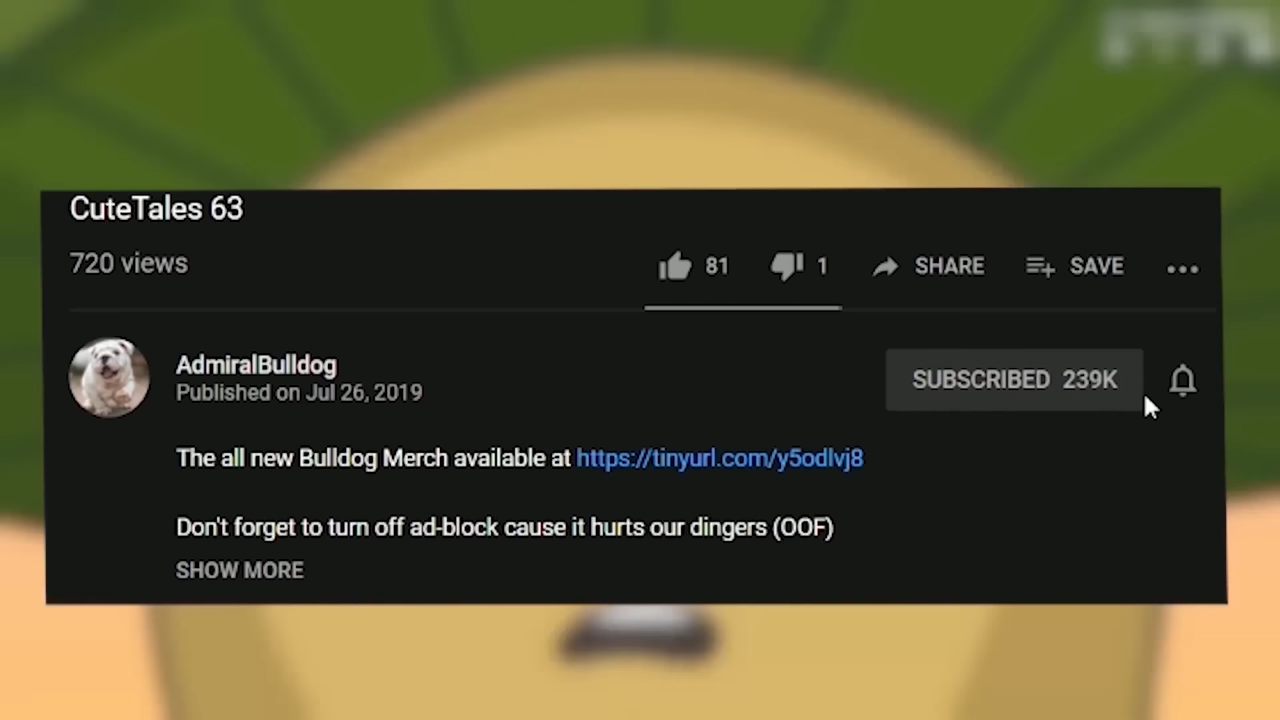 CuteTales 63
720 views
81
1
SHARE
SAVE
AdmiralBulldog
Published on Jul 26, 2019
SUBSCRIBED 239K
The all new Bulldog Merch available at https://tinyurl.com/y5odlvj8
Don't forget to turn off ad-block cause it hurts our dingers (OOF)
SHOW MORE